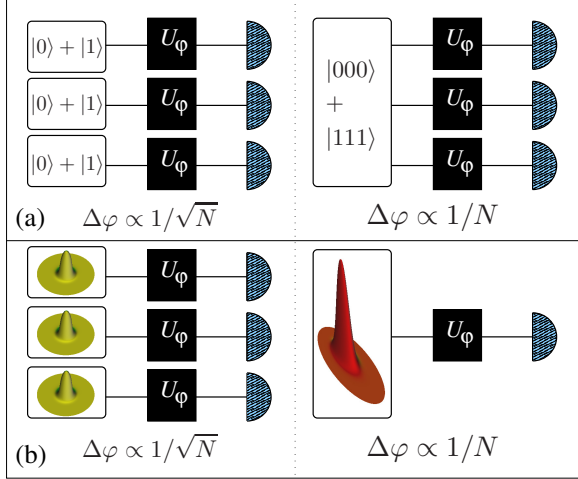 |0⟩ + |1⟩ U_φ |000⟩ + |111⟩ U_φ
|0⟩ + |1⟩ U_φ U_φ
|0⟩ + |1⟩ U_φ U_φ
(a) Δφ ∝ 1/√N Δφ ∝ 1/N
U_φ
U_φ U_φ
U_φ
(b) Δφ ∝ 1/√N Δφ ∝ 1/N